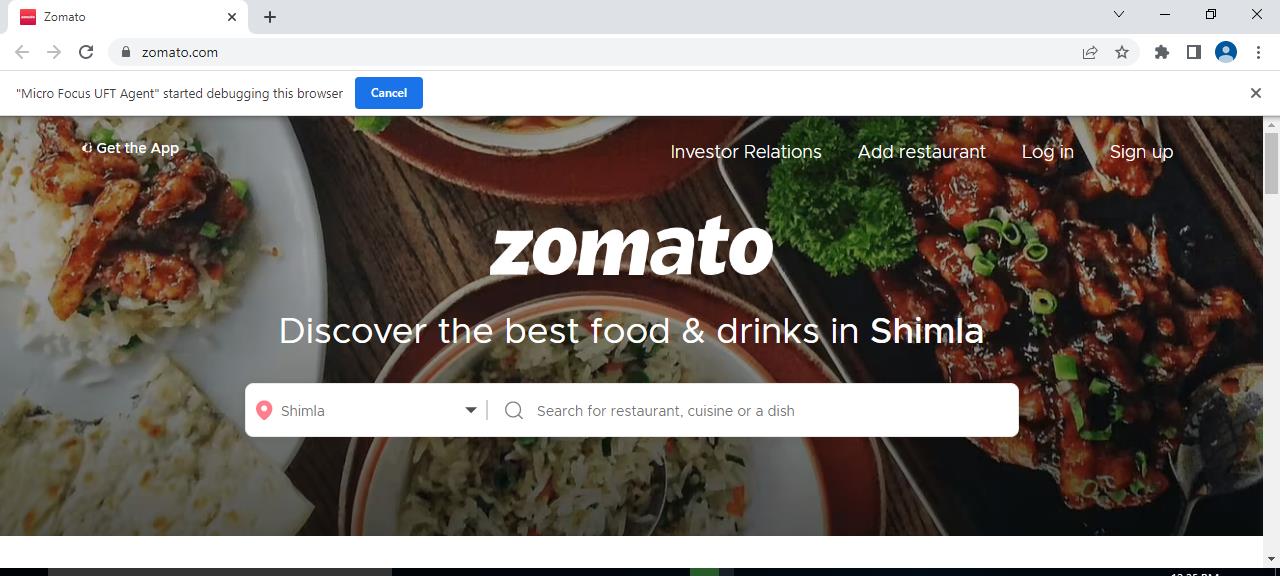 Zomato
zomato.com
"Micro Focus UFT Agent" started debugging this browser Cancel
Get the App Investor Relations Add restaurant Log in Sign up
zomato
Discover the best food & drinks in Shimla
Shimla Search for restaurant, cuisine or a dish